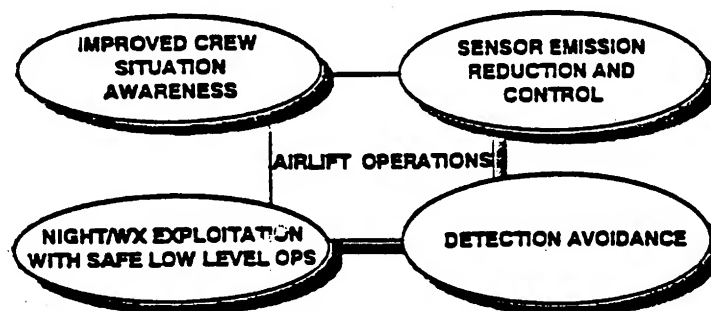 IMPROVED CREW
SITUATION
AWARENESS
SENSOR EMISSION
REDUCTION AND
CONTROL
AIRLIFT OPERATIONS
NIGHT/WX EXPLOITATION
WITH SAFE LOW LEVEL OPS
DETECTION AVOIDANCE